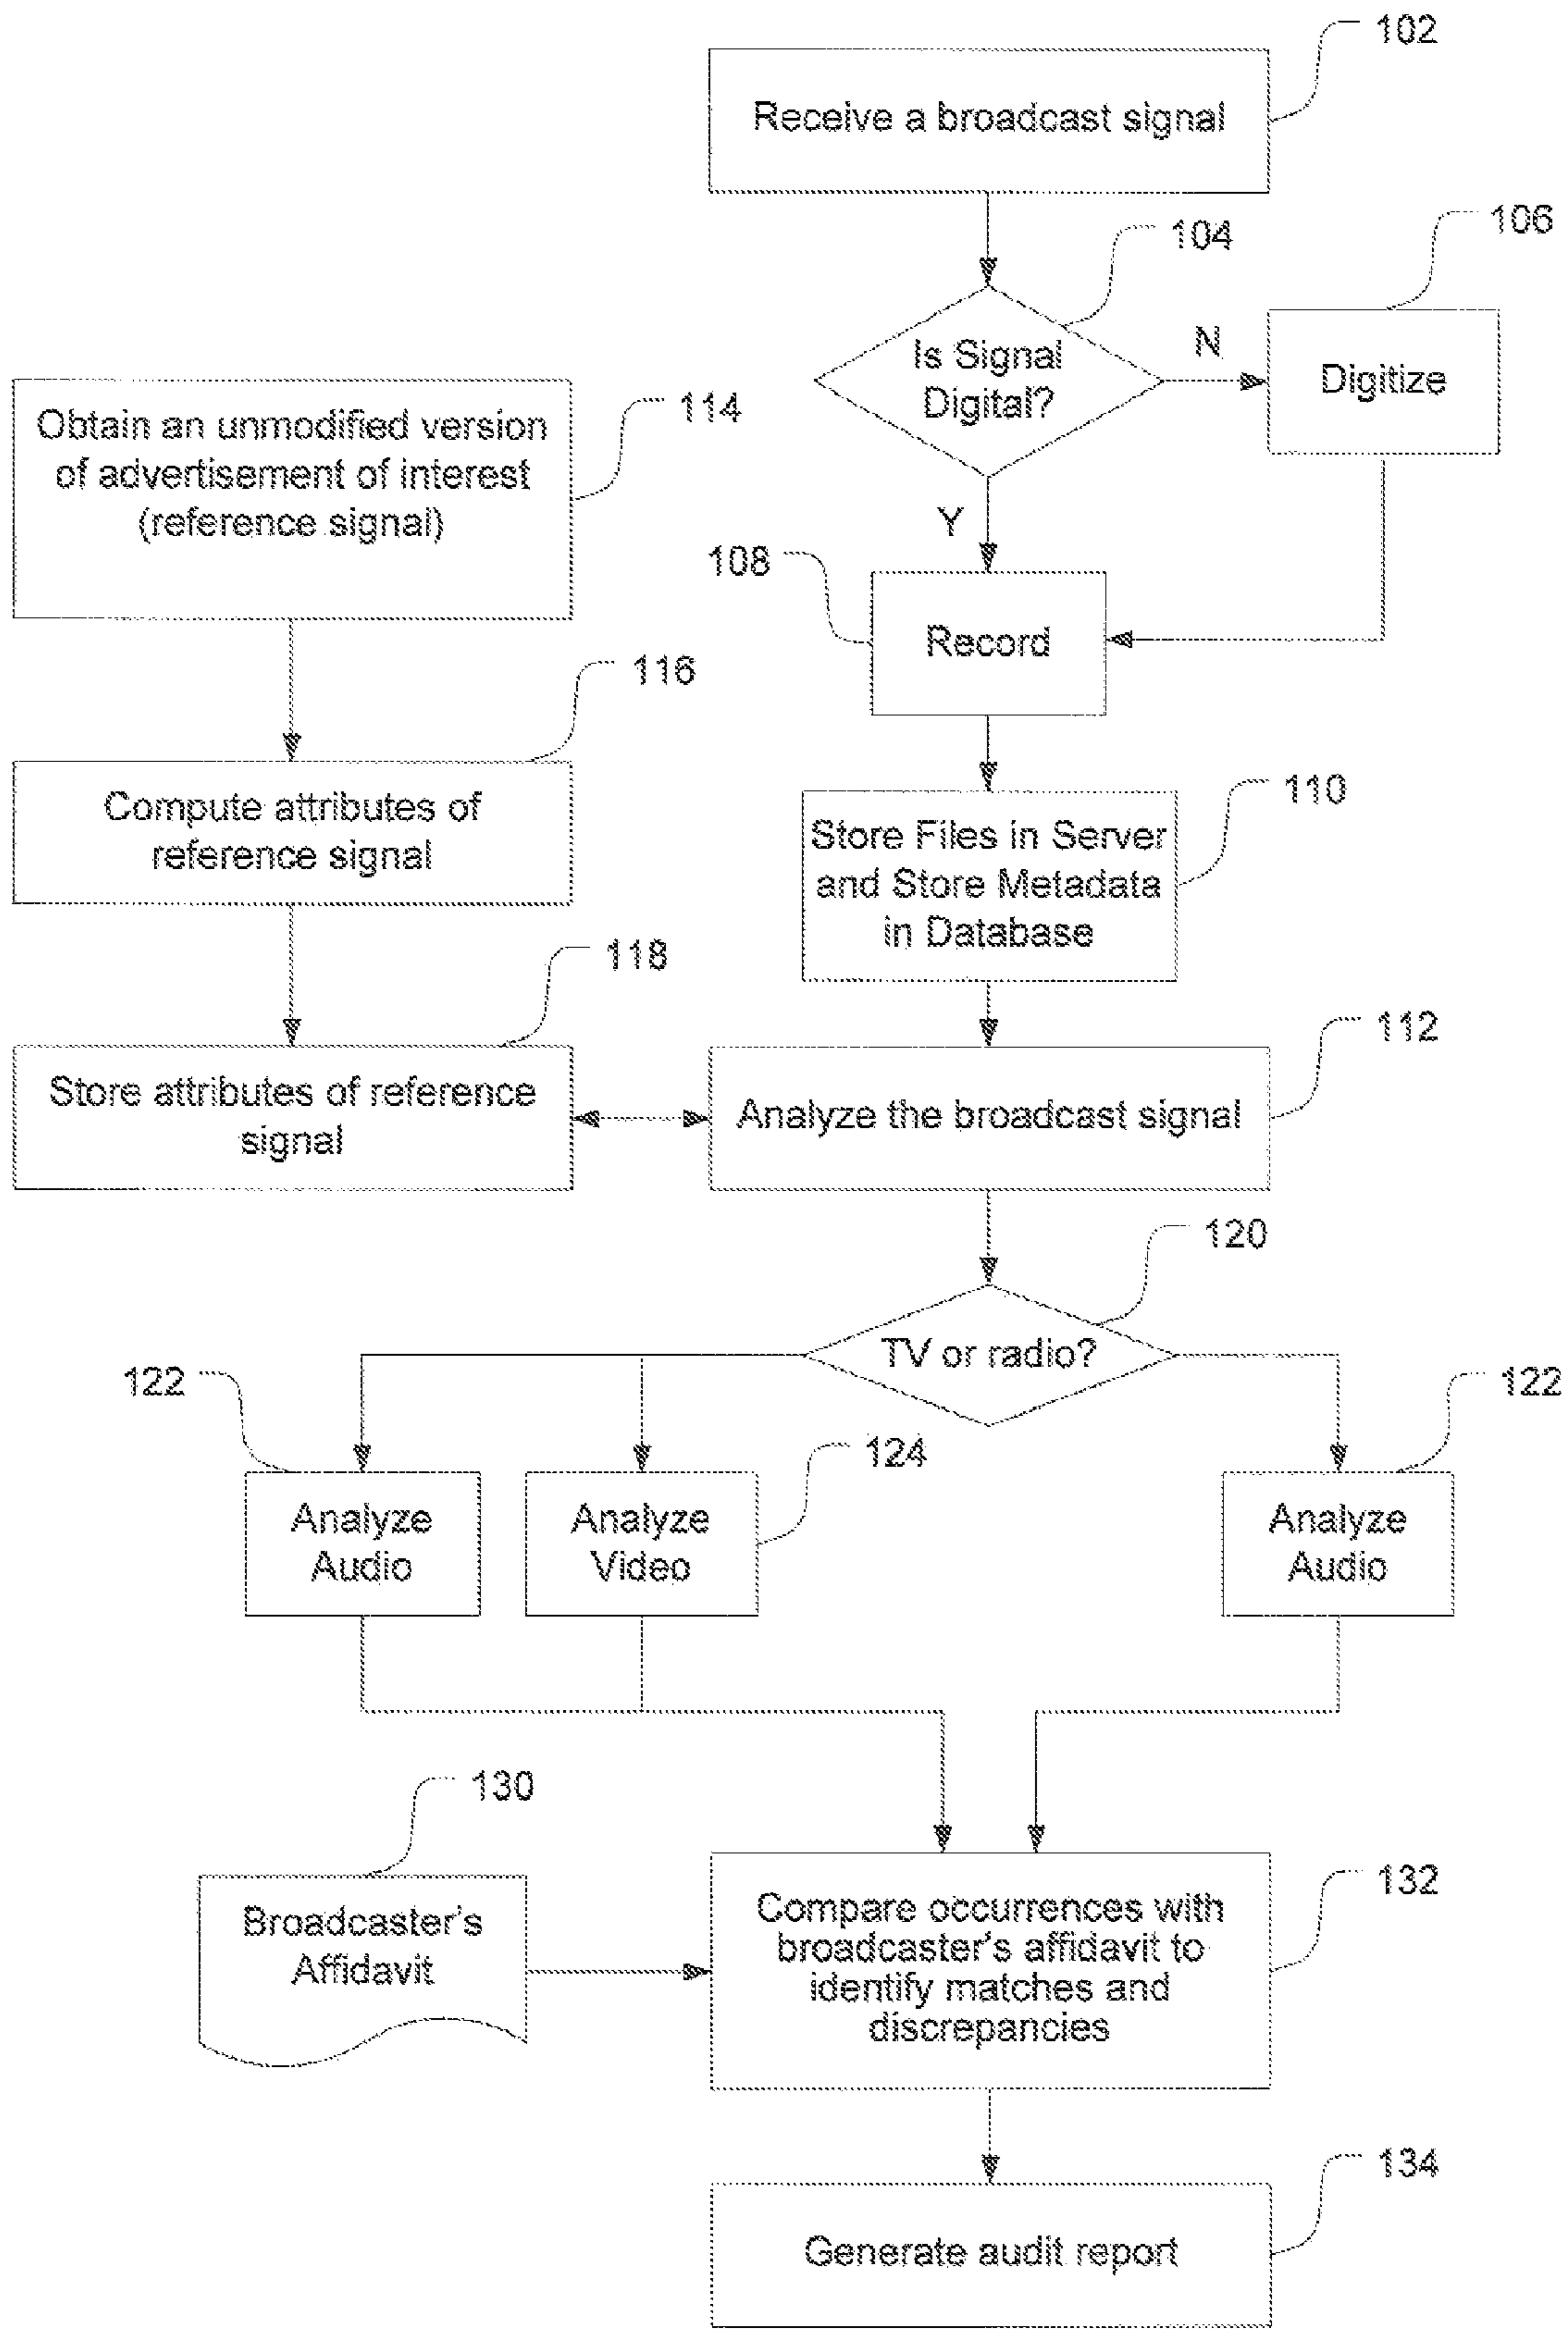 102
Receive a broadcast signal
104
106
Is Signal
Digital?
N
Digitize
Y
114
Obtain an unmodified version
of advertisement of interest
(reference signal)
108
Record
116
Compute attributes of
reference signal
110
Store Files in Server
and Store Metadata
in Database
118
Store attributes of reference
signal
112
Analyze the broadcast signal
120
TV or radio?
122
Analyze
Audio
124
Analyze
Video
122
Analyze
Audio
130
Broadcaster's
Affidavit
132
Compare occurrences with
broadcaster's affidavit to
identify matches and
discrepancies
134
Generate audit report